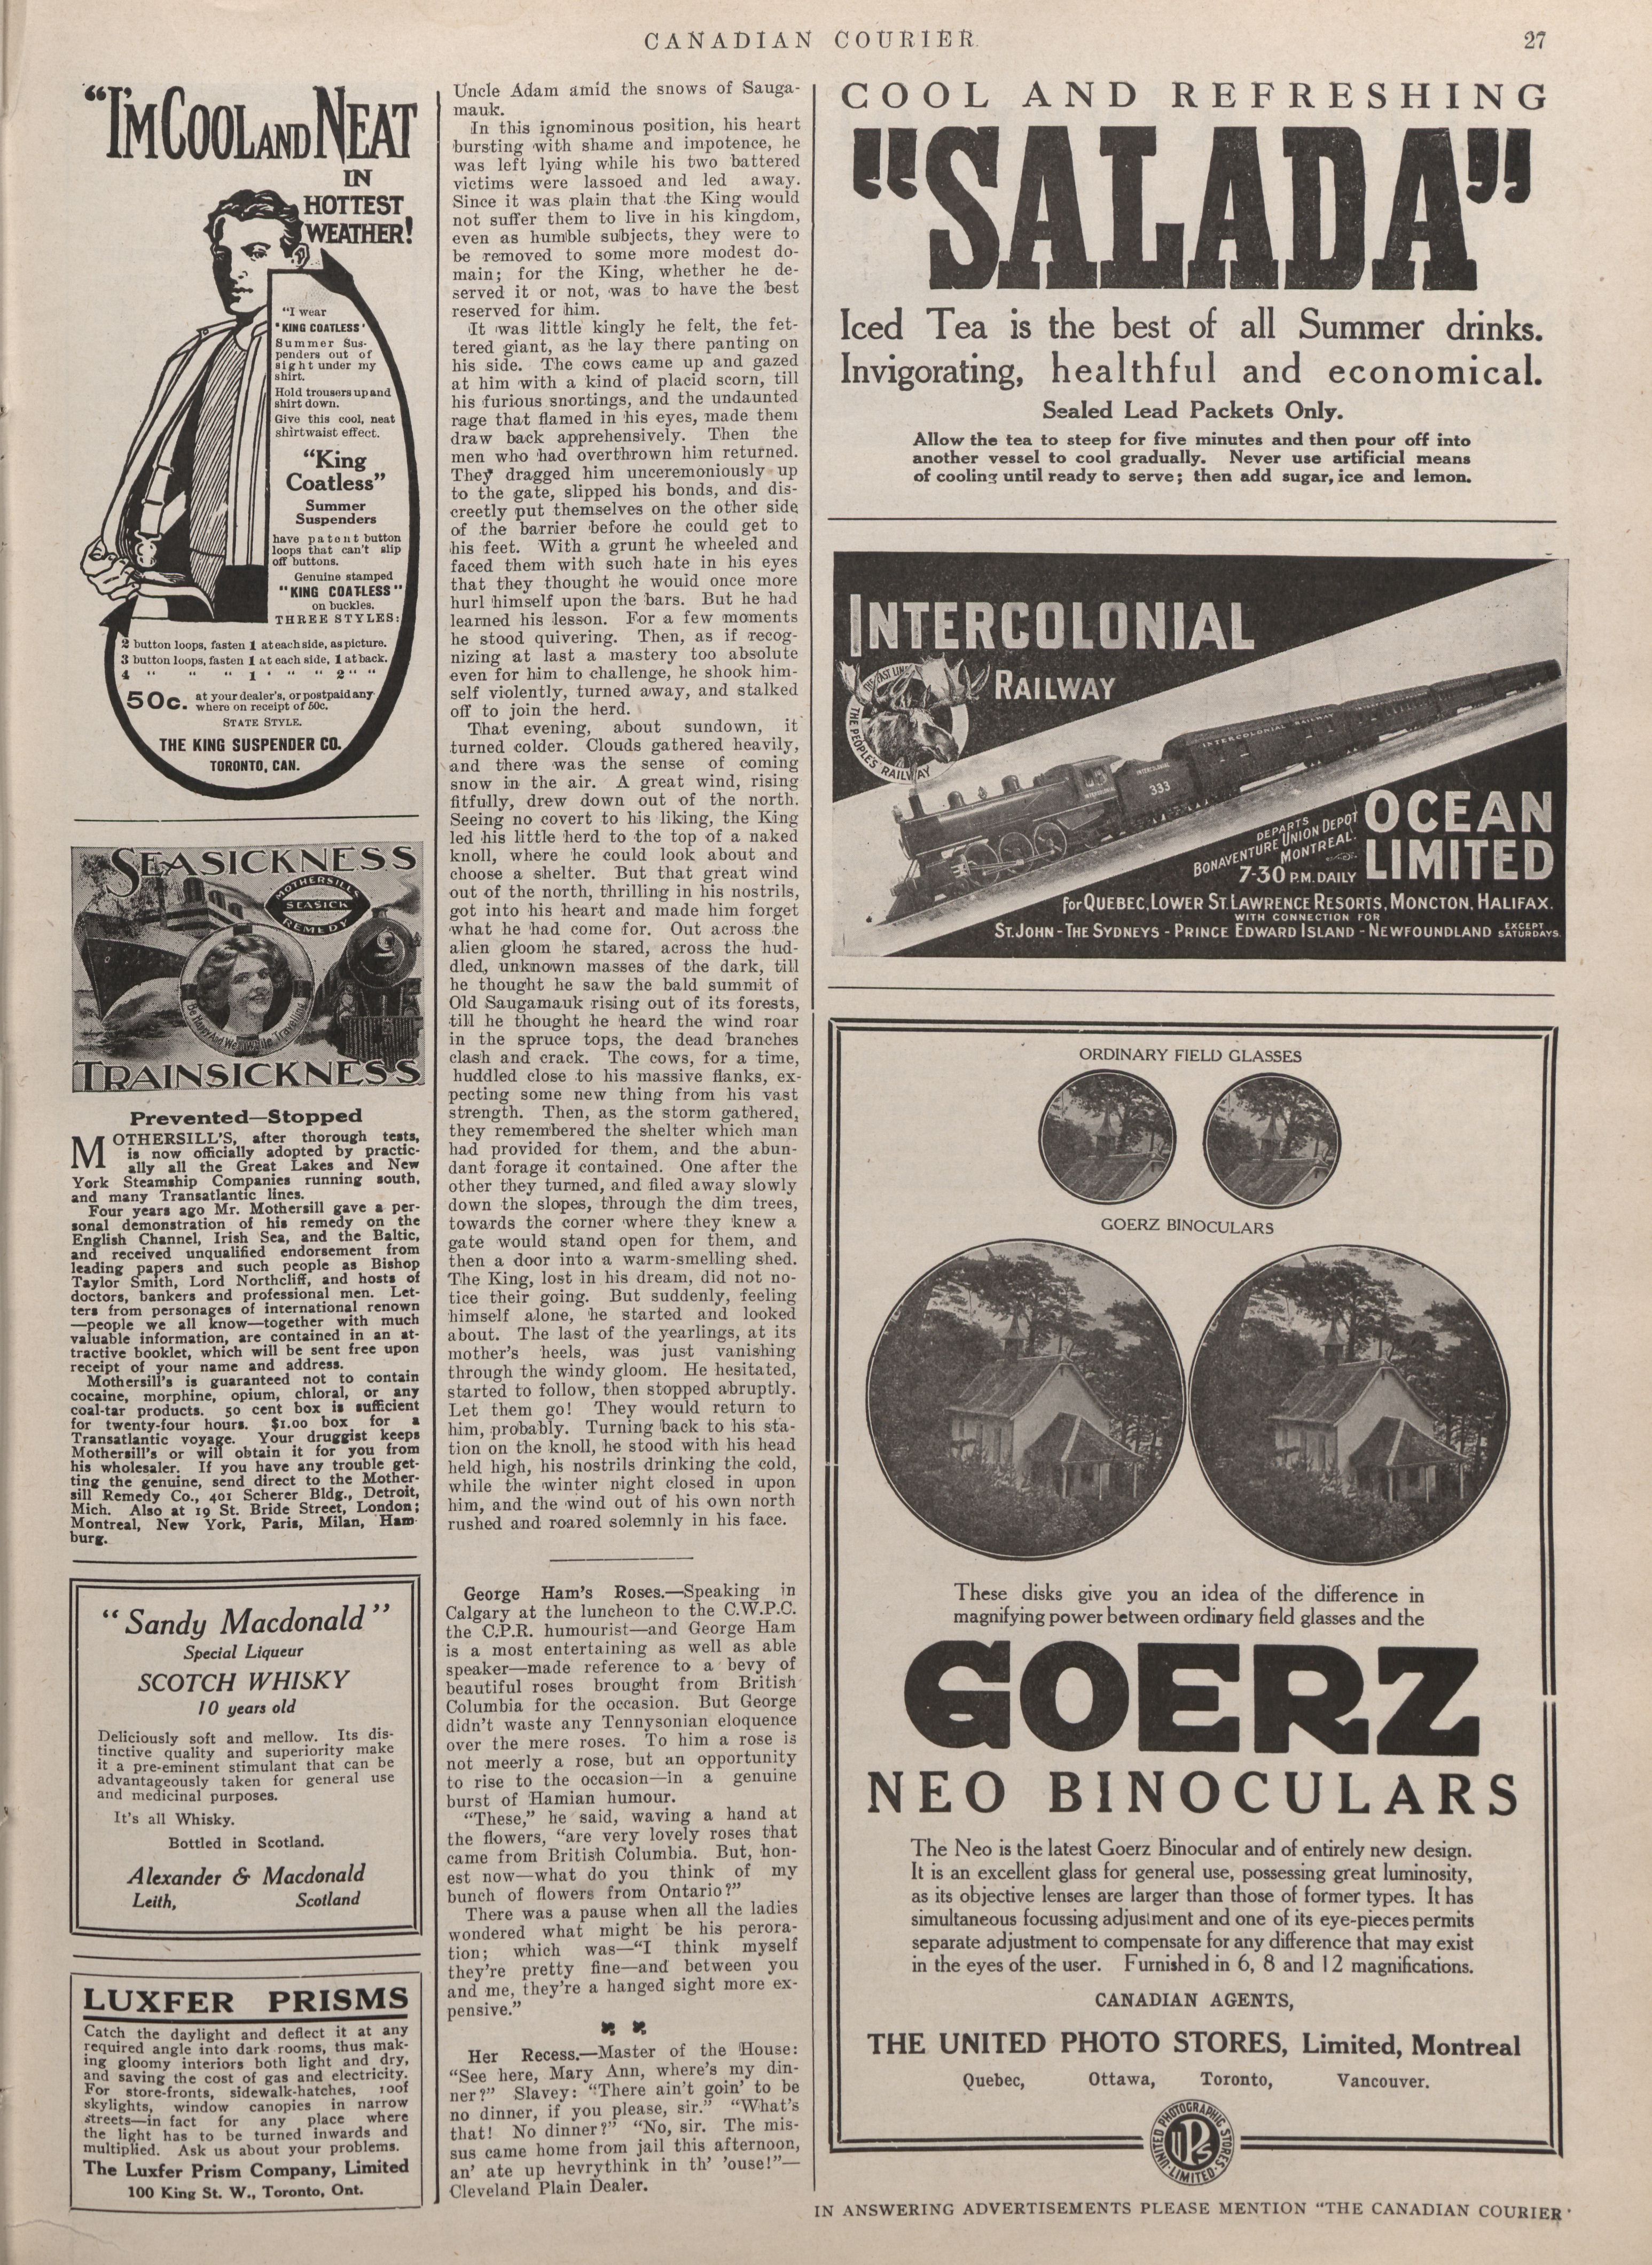 CANADIAN COURIER
27
"I'M COOL AND NEAT
IN
HOTTEST
WEATHER!
"I wear
'KING COATLESS'
Summer Sus-
penders out of
sight under my
shirt.
Hold trousers up and
shirt down.
Give this cool, neat
shirtwaist effect.
"King
Coatless"
Summer
Suspenders
have patent button
loops that can't slip
off buttons.
Genuine stamped
"KING COATLESS"
on buckles.
THREE STYLES:
2 button loops, fasten 1 at each side, as picture.
3 button loops, fasten 1 at each side, 1 at back.
4 " " " 1 ' " " 2 " "
50c. at your dealer's, or postpaid any
where on receipt of 50c.
STATE STYLE.
THE KING SUSPENDER CO.
TORONTO, CAN.
SEASICKNESS
MOTHERSILL'S
SEASICK
REMEDY
Be Happy And Well While Travelling
TRAINSICKNESS
Prevented—Stopped
MOTHERSILL'S, after thorough tests,
is now officially adopted by practic-
ally all the Great Lakes and New
York Steamship Companies running south,
and many Transatlantic lines.
Four years ago Mr. Mothersill gave a per-
sonal demonstration of his remedy on the
English Channel, Irish Sea, and the Baltic,
and received unqualified endorsement from
leading papers and such people as Bishop
Taylor Smith, Lord Northcliff, and hosts of
doctors, bankers and professional men. Let-
ters from personages of international renown
—people we all know—together with much
valuable information, are contained in an at-
tractive booklet, which will be sent free upon
receipt of your name and address.
Mothersill's is guaranteed not to contain
cocaine, morphine, opium, chloral, or any
coal-tar products. 50 cent box is sufficient
for twenty-four hours. $1.00 box for a
Transatlantic voyage. Your druggist keeps
Mothersill's or will obtain it for you from
his wholesaler. If you have any trouble get-
ting the genuine, send direct to the Mother-
sill Remedy Co., 401 Scherer Bldg., Detroit,
Mich. Also at 19 St. Bride Street, London;
Montreal, New York, Paris, Milan, Ham-
burg.
"Sandy Macdonald"
Special Liqueur
SCOTCH WHISKY
10 years old
Deliciously soft and mellow. Its dis-
tinctive quality and superiority make
it a pre-eminent stimulant that can be
advantageously taken for general use
and medicinal purposes.
It's all Whisky.
Bottled in Scotland.
Alexander & Macdonald
Leith, Scotland
LUXFER PRISMS
Catch the daylight and deflect it at any
required angle into dark rooms, thus mak-
ing gloomy interiors both light and dry,
and saving the cost of gas and electricity.
For store-fronts, sidewalk-hatches, roof
skylights, window canopies in narrow
streets—in fact for any place where
the light has to be turned inwards and
multiplied. Ask us about your problems.
The Luxfer Prism Company, Limited
100 King St. W., Toronto, Ont.
Uncle Adam amid the snows of Sauga-
mauk.
In this ignominous position, his heart
bursting with shame and impotence, he
was left lying while his two battered
victims were lassoed and led away.
Since it was plain that the King would
not suffer them to live in his kingdom,
even as humble subjects, they were to
be removed to some more modest do-
main; for the King, whether he de-
served it or not, was to have the best
reserved for him.
It was little kingly he felt, the fet-
tered giant, as he lay there panting on
his side. The cows came up and gazed
at him with a kind of placid scorn, till
his furious snortings, and the undaunted
rage that flamed in his eyes, made them
draw back apprehensively. Then the
men who had overthrown him returned.
They dragged him unceremoniously up
to the gate, slipped his bonds, and dis-
creetly put themselves on the other side
of the barrier before he could get to
his feet. With a grunt he wheeled and
faced them with such hate in his eyes
that they thought he would once more
hurl himself upon the bars. But he had
learned his lesson. For a few moments
he stood quivering. Then, as if recog-
nizing at last a mastery too absolute
even for him to challenge, he shook him-
self violently, turned away, and stalked
off to join the herd.
That evening, about sundown, it
turned colder. Clouds gathered heavily,
and there was the sense of coming
snow in the air. A great wind, rising
fitfully, drew down out of the north.
Seeing no covert to his liking, the King
led his little herd to the top of a naked
knoll, where he could look about and
choose a shelter. But that great wind
out of the north, thrilling in his nostrils,
got into his heart and made him forget
what he had come for. Out across the
alien gloom he stared, across the hud-
dled, unknown masses of the dark, till
he thought he saw the bald summit of
Old Saugamauk rising out of its forests,
till he thought he heard the wind roar
in the spruce tops, the dead branches
clash and crack. The cows, for a time,
huddled close to his massive flanks, ex-
pecting some new thing from his vast
strength. Then, as the storm gathered,
they remembered the shelter which man
had provided for them, and the abun-
dant forage it contained. One after the
other they turned, and filed away slowly
down the slopes, through the dim trees,
towards the corner where they knew a
gate would stand open for them, and
then a door into a warm-smelling shed.
The King, lost in his dream, did not no-
tice their going. But suddenly, feeling
himself alone, he started and looked
about. The last of the yearlings, at its
mother's heels, was just vanishing
through the windy gloom. He hesitated,
started to follow, then stopped abruptly.
Let them go! They would return to
him, probably. Turning back to his sta-
tion on the knoll, he stood with his head
held high, his nostrils drinking the cold,
while the winter night closed in upon
him, and the wind out of his own north
rushed and roared solemnly in his face.
George Ham's Roses.—Speaking in
Calgary at the luncheon to the C.W.P.C.
the C.P.R. humourist—and George Ham
is a most entertaining as well as able
speaker—made reference to a bevy of
beautiful roses brought from British
Columbia for the occasion. But George
didn't waste any Tennysonian eloquence
over the mere roses. To him a rose is
not meerly a rose, but an opportunity
to rise to the occasion—in a genuine
burst of Hamian humour.
"These," he said, waving a hand at
the flowers, "are very lovely roses that
came from British Columbia. But, hon-
est now—what do you think of my
bunch of flowers from Ontario?"
There was a pause when all the ladies
wondered what might be his perora-
tion; which was—"I think myself
they're pretty fine—and between you
and me, they're a hanged sight more ex-
pensive."
Her Recess.—Master of the House:
"See here, Mary Ann, where's my din-
ner?" Slavey: "There ain't goin' to be
no dinner, if you please, sir." "What's
that! No dinner?" "No, sir. The mis-
sus came home from jail this afternoon,
an' ate up hevrythink in th' 'ouse!"—
Cleveland Plain Dealer.
COOL AND REFRESHING
"SALADA"
Iced Tea is the best of all Summer drinks.
Invigorating, healthful and economical.
Sealed Lead Packets Only.
Allow the tea to steep for five minutes and then pour off into
another vessel to cool gradually. Never use artificial means
of cooling until ready to serve; then add sugar, ice and lemon.
INTERCOLONIAL
RAILWAY
THE FAST LINE
THE PEOPLE'S RAILWAY
INTERCOLONIAL RAILWAY
INTERCOLONIAL
INTERCOLONIAL
333
DEPARTS
BONAVENTURE UNION DEPOT
MONTREAL.
7-30 P.M. DAILY
OCEAN
LIMITED
for QUEBEC, LOWER ST. LAWRENCE RESORTS, MONCTON, HALIFAX.
WITH CONNECTION FOR
ST. JOHN - THE SYDNEYS - PRINCE EDWARD ISLAND - NEWFOUNDLAND EXCEPT SATURDAYS.
ORDINARY FIELD GLASSES
GOERZ BINOCULARS
These disks give you an idea of the difference in
magnifying power between ordinary field glasses and the
GOERZ
NEO BINOCULARS
The Neo is the latest Goerz Binocular and of entirely new design.
It is an excellent glass for general use, possessing great luminosity,
as its objective lenses are larger than those of former types. It has
simultaneous focussing adjustment and one of its eye-pieces permits
separate adjustment to compensate for any difference that may exist
in the eyes of the user. Furnished in 6, 8 and 12 magnifications.
CANADIAN AGENTS,
THE UNITED PHOTO STORES, Limited, Montreal
Quebec, Ottawa, Toronto, Vancouver.
UNITED PHOTOGRAPHIC STORES
UPS
LIMITED
IN ANSWERING ADVERTISEMENTS PLEASE MENTION "THE CANADIAN COURIER'